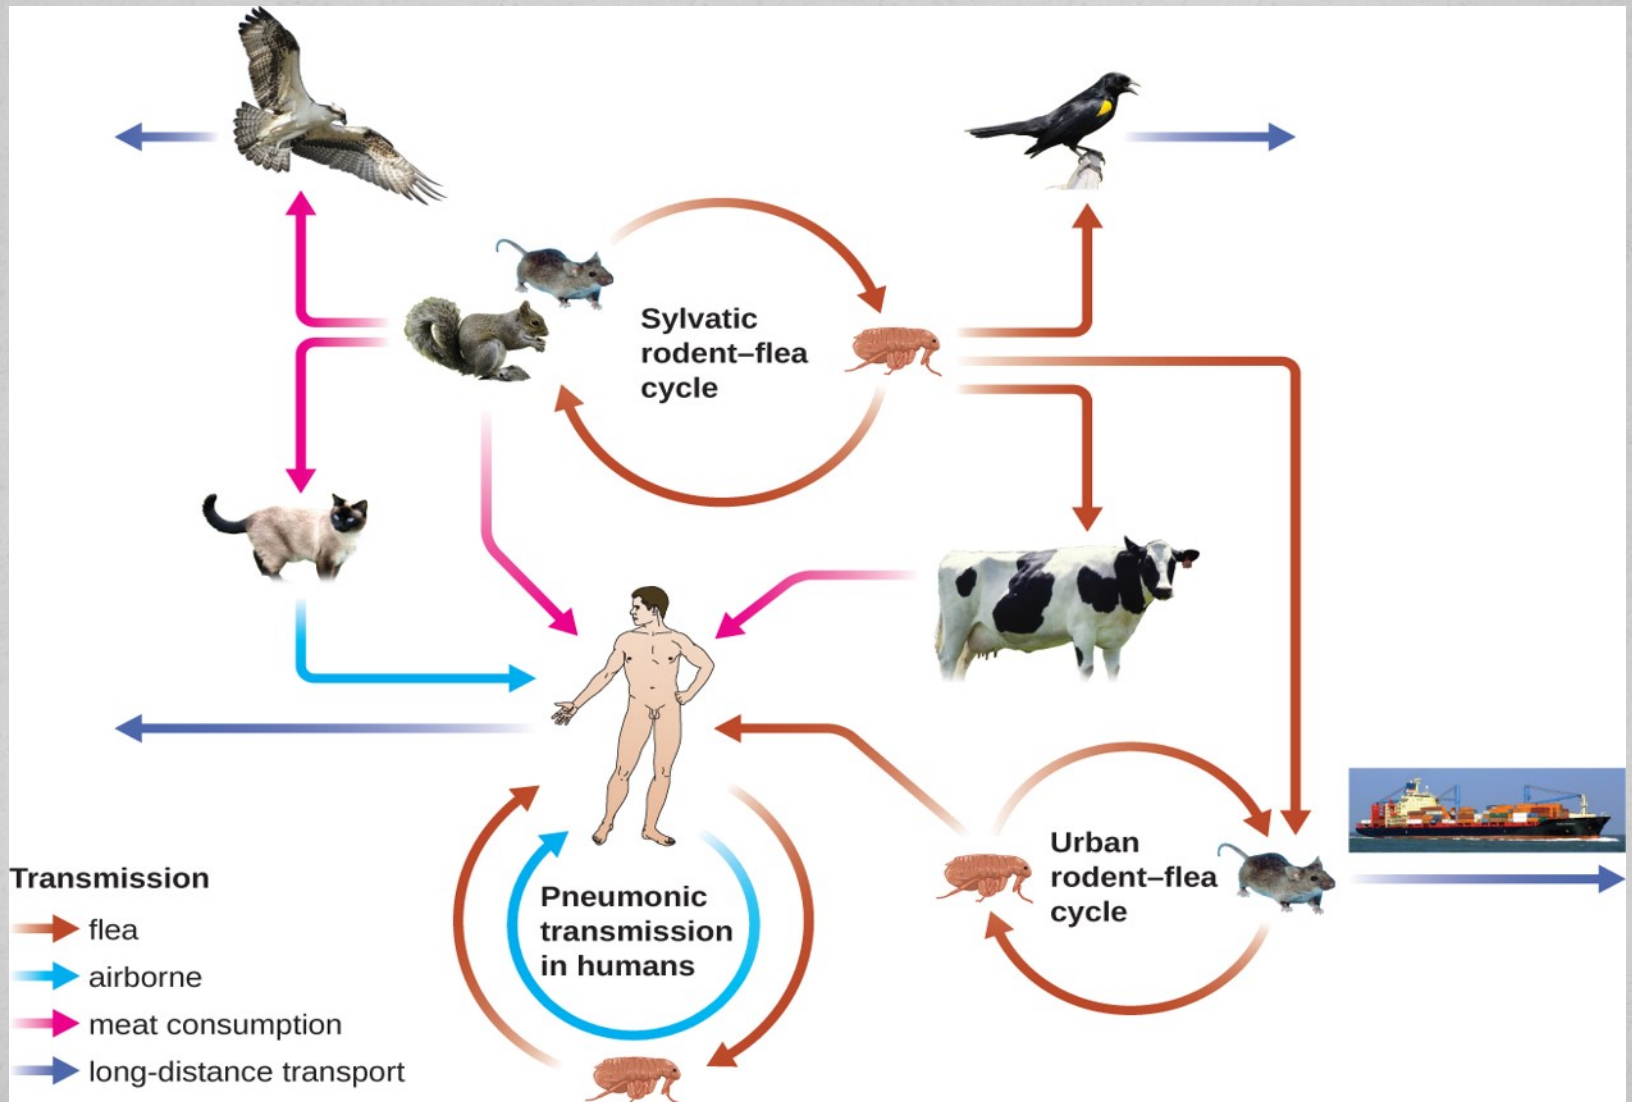 Sylvatic
rodent–flea
cycle
Urban
rodent–flea
cycle
Pneumonic
transmission
in humans
Transmission
flea
airborne
meat consumption
long-distance transport